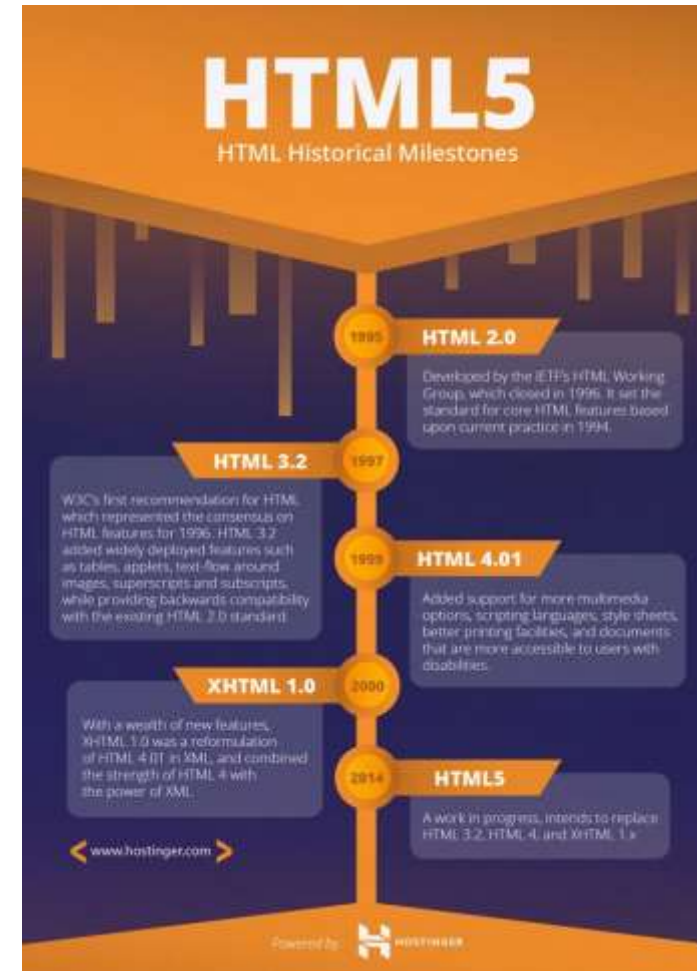 HTML5
HTML Historical Milestones
1995
HTML 2.0
Developed by the IETF's HTML Working
Group, which closed in 1996. It set the
standard for core HTML features based
upon current practice in 1994.
HTML 3.2
1997
W3C's first recommendation for HTML
which represented the consensus on
HTML features for 1996. HTML 3.2
added widely deployed features such
as tables, applets, text-flow around
images, superscripts and subscripts,
while providing backwards compatibility
with the existing HTML 2.0 standard.
1999
HTML 4.01
Added support for more multimedia
options, scripting languages, style sheets,
better printing facilities, and documents
that are more accessible to users with
disabilities.
XHTML 1.0
2000
With a wealth of new features,
XHTML 1.0 was a reformulation
of HTML 4.01 in XML, and combined
the strength of HTML 4 with
the power of XML.
2014
HTML5
A work in progress, intends to replace
HTML 3.2, HTML 4, and XHTML 1.x
< www.hostinger.com >
Powered by
HOSTINGER